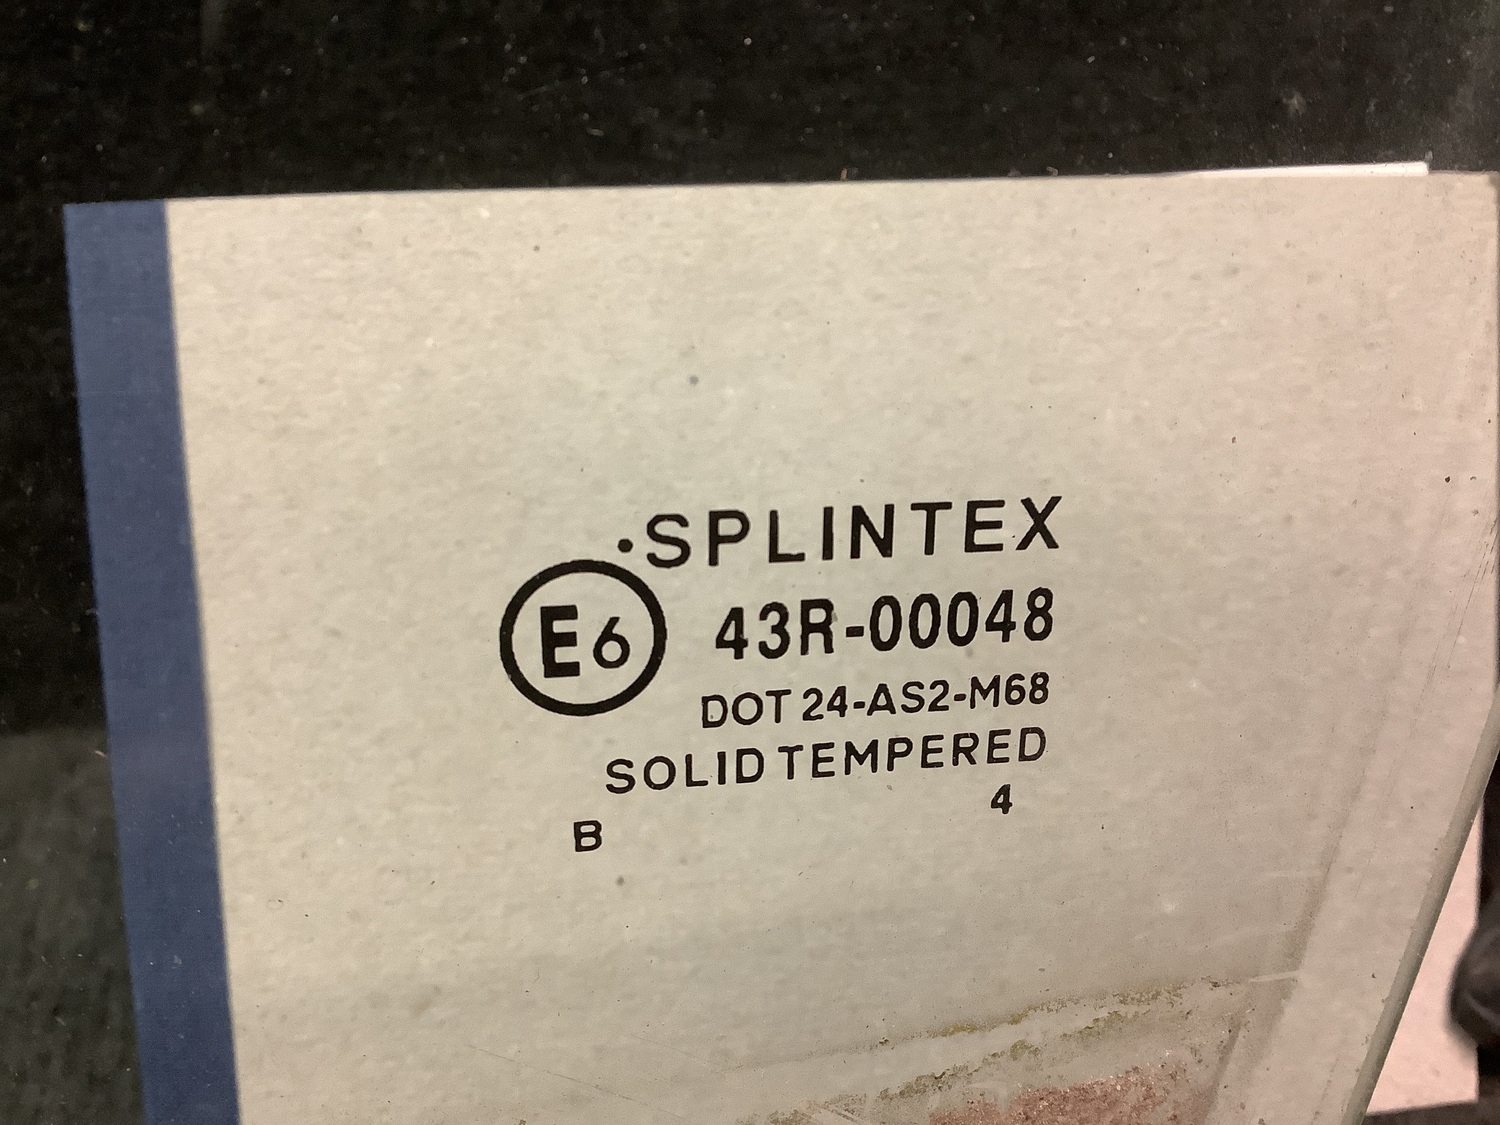 ·SPLINTEX
E6 43R-00048
DOT 24-AS2-M68
SOLID TEMPERED
4
B